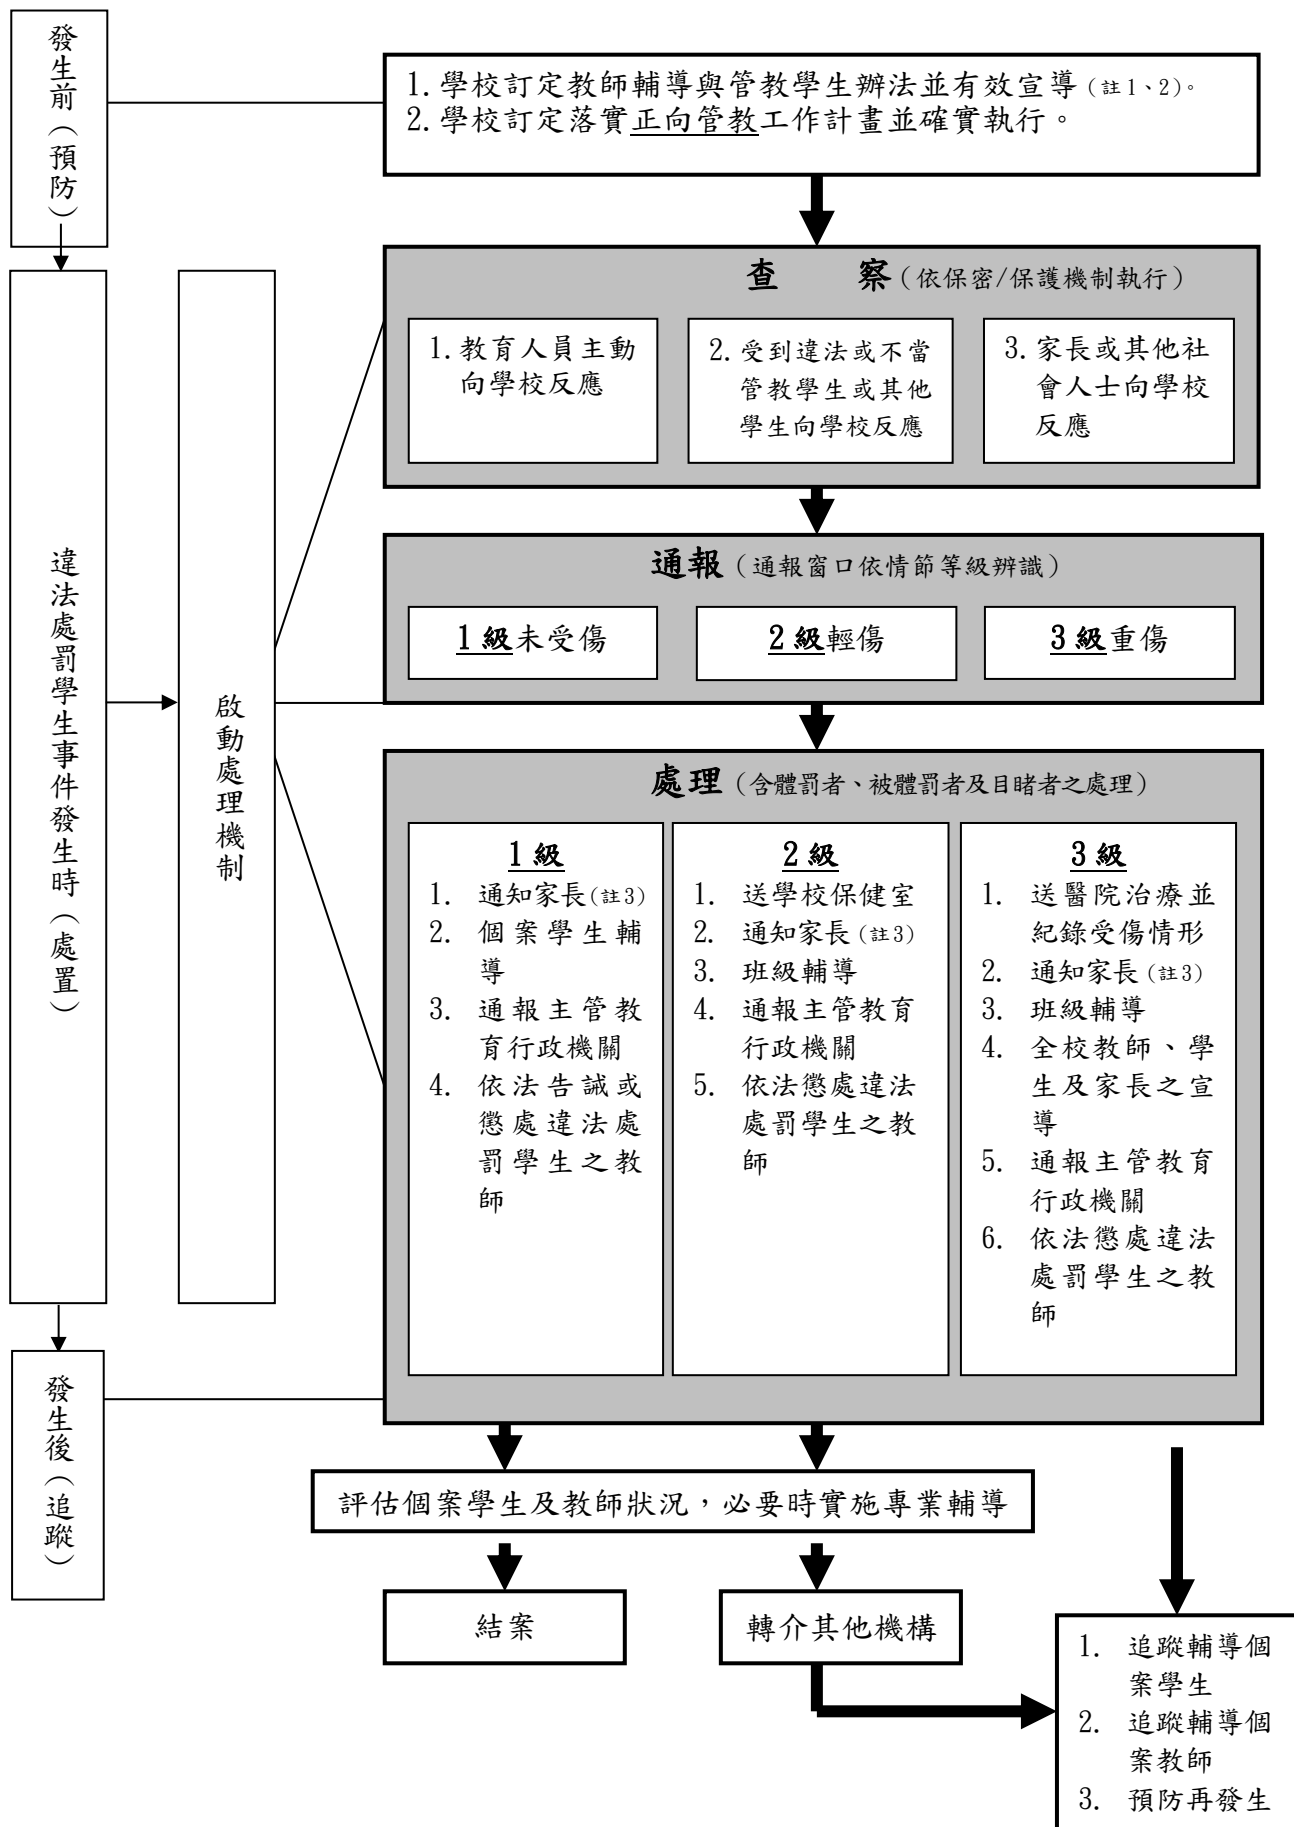 發生前（預防）
1.學校訂定教師輔導與管教學生辦法並有效宣導(註1、2)。
2.學校訂定落實正向管教工作計畫並確實執行。
違法處罰學生事件發生時（處置）
啟動處理機制
查　察（依保密/保護機制執行）
1.教育人員主動
向學校反應
2.受到違法或不當
管教學生或其他
學生向學校反應
3.家長或其他社
會人士向學校
反應
通報（通報窗口依情節等級辨識）
1級未受傷
2級輕傷
3級重傷
處理（含體罰者、被體罰者及目睹者之處理）
1級
1. 通知家長(註3)
2. 個案學生輔
導
3. 通報主管教
育行政機關
4. 依法告誡或
懲處違法處
罰學生之教
師
2級
1. 送學校保健室
2. 通知家長(註3)
3. 班級輔導
4. 通報主管教育
行政機關
5. 依法懲處違法
處罰學生之教
師
3級
1. 送醫院治療並
紀錄受傷情形
2. 通知家長(註3)
3. 班級輔導
4. 全校教師、學
生及家長之宣
導
5. 通報主管教育
行政機關
6. 依法懲處違法
處罰學生之教
師
發生後（追蹤）
評估個案學生及教師狀況，必要時實施專業輔導
結案
轉介其他機構
1. 追蹤輔導個
案學生
2. 追蹤輔導個
案教師
3. 預防再發生